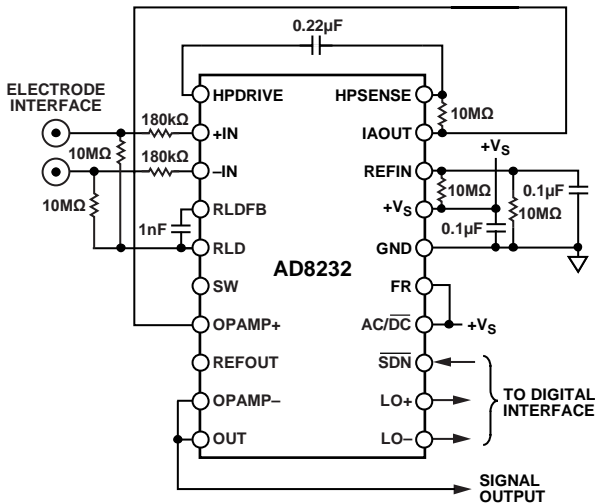 0.22µF
ELECTRODE
INTERFACE
HPDRIVE
HPSENSE
180kΩ
10MΩ
+IN
IAOUT
+VS
10MΩ
180kΩ
–IN
REFIN
0.1µF
10MΩ
10MΩ
RLDFB
+VS
0.1µF
10MΩ
1nF
RLD
GND
AD8232
SW
FR
OPAMP+
AC/DC
+VS
REFOUT
SDN
OPAMP–
LO+
TO DIGITAL
INTERFACE
OUT
LO–
SIGNAL
OUTPUT